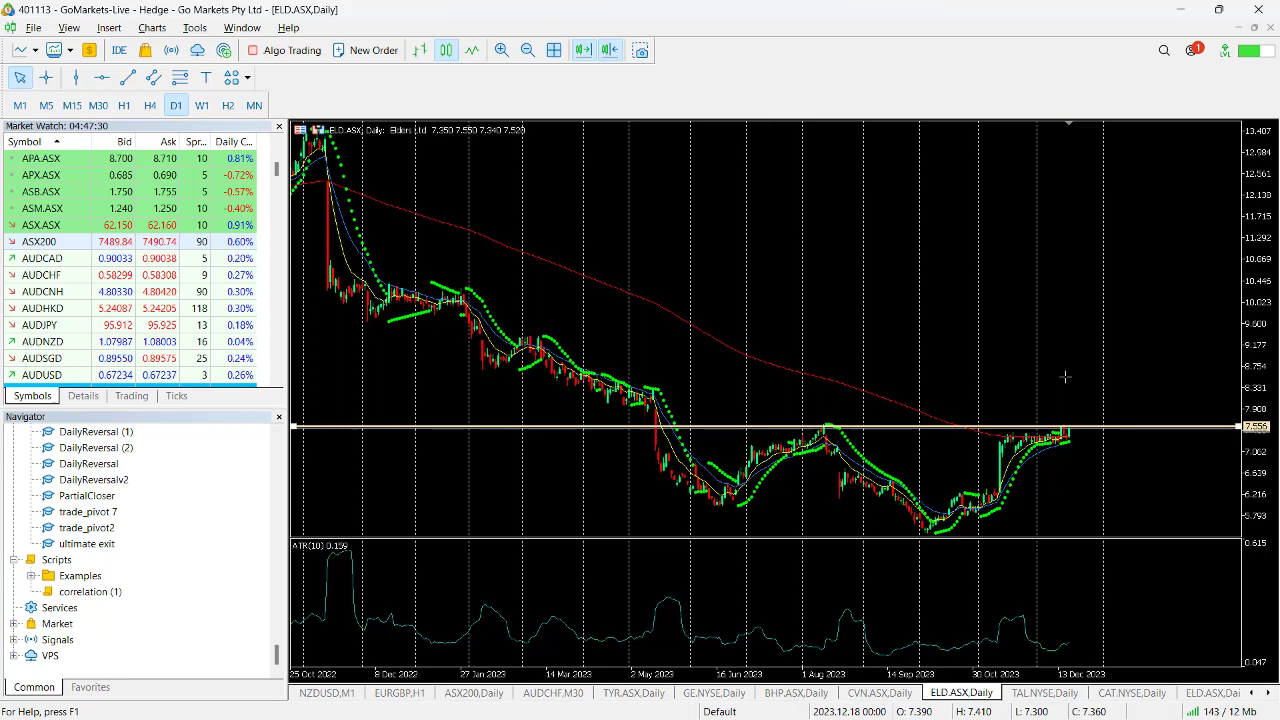 401113 - GoMarkets-Live - Hedge - Go Markets Pty Ltd - [ELD.ASX,Daily]
File View Insert Charts Tools Window Help
IDE Algo Trading New Order 1 LVL
T
M1 M5 M15 M30 H1 H4 D1 W1 H2 MN
Market Watch: 04:47:30
Symbol Bid Ask Spr... Daily C...
APA.ASX 8.700 8.710 10 0.81%
APX.ASX 0.685 0.690 5 -0.72%
ASB.ASX 1.750 1.755 5 -0.57%
ASM.ASX 1.240 1.250 10 -0.40%
ASX.ASX 62.150 62.160 10 0.91%
ASX200 7489.84 7490.74 90 0.60%
AUDCAD 0.90033 0.90038 5 0.20%
AUDCHF 0.58299 0.58308 9 0.27%
AUDCNH 4.80330 4.80420 90 0.30%
AUDHKD 5.24087 5.24205 118 0.30%
AUDJPY 95.912 95.925 13 0.18%
AUDNZD 1.07987 1.08003 16 0.04%
AUDSGD 0.89550 0.89575 25 0.24%
AUDUSD 0.67234 0.67237 3 0.26%
Symbols Details Trading Ticks
Navigator
DailyReversal (1)
DailyReversal (2)
DailyReversal
DailyReversalv2
PartialCloser
trade_pivot 7
trade_pivot2
ultimate exit
Scripts
Examples
correlation (1)
Services
Market
Signals
VPS
Common Favorites
ELD.ASX, Daily: Elders Ltd 7.350 7.550 7.340 7.520
13.407
12.984
12.561
12.139
11.715
11.292
10.869
10.446
10.023
9.600
9.177
8.754
8.331
7.908
7.556
7.062
6.639
6.216
5.793
ATR(10) 0.159
0.615
0.047
25 Oct 2022 8 Dec 2022 27 Jan 2023 14 Mar 2023 2 May 2023 16 Jun 2023 1 Aug 2023 14 Sep 2023 30 Oct 2023 13 Dec 2023
NZDUSD,M1 EURGBP,H1 ASX200,Daily AUDCHF,M30 TYR.ASX,Daily GE.NYSE,Daily BHP.ASX,Daily CVN.ASX,Daily ELD.ASX,Daily TAL.NYSE,Daily CAT.NYSE,Daily ELD.ASX,Dai
For Help, press F1 Default 2023.12.18 00:00 O: 7.390 H: 7.410 L: 7.300 C: 7.360 143 / 12 Mb